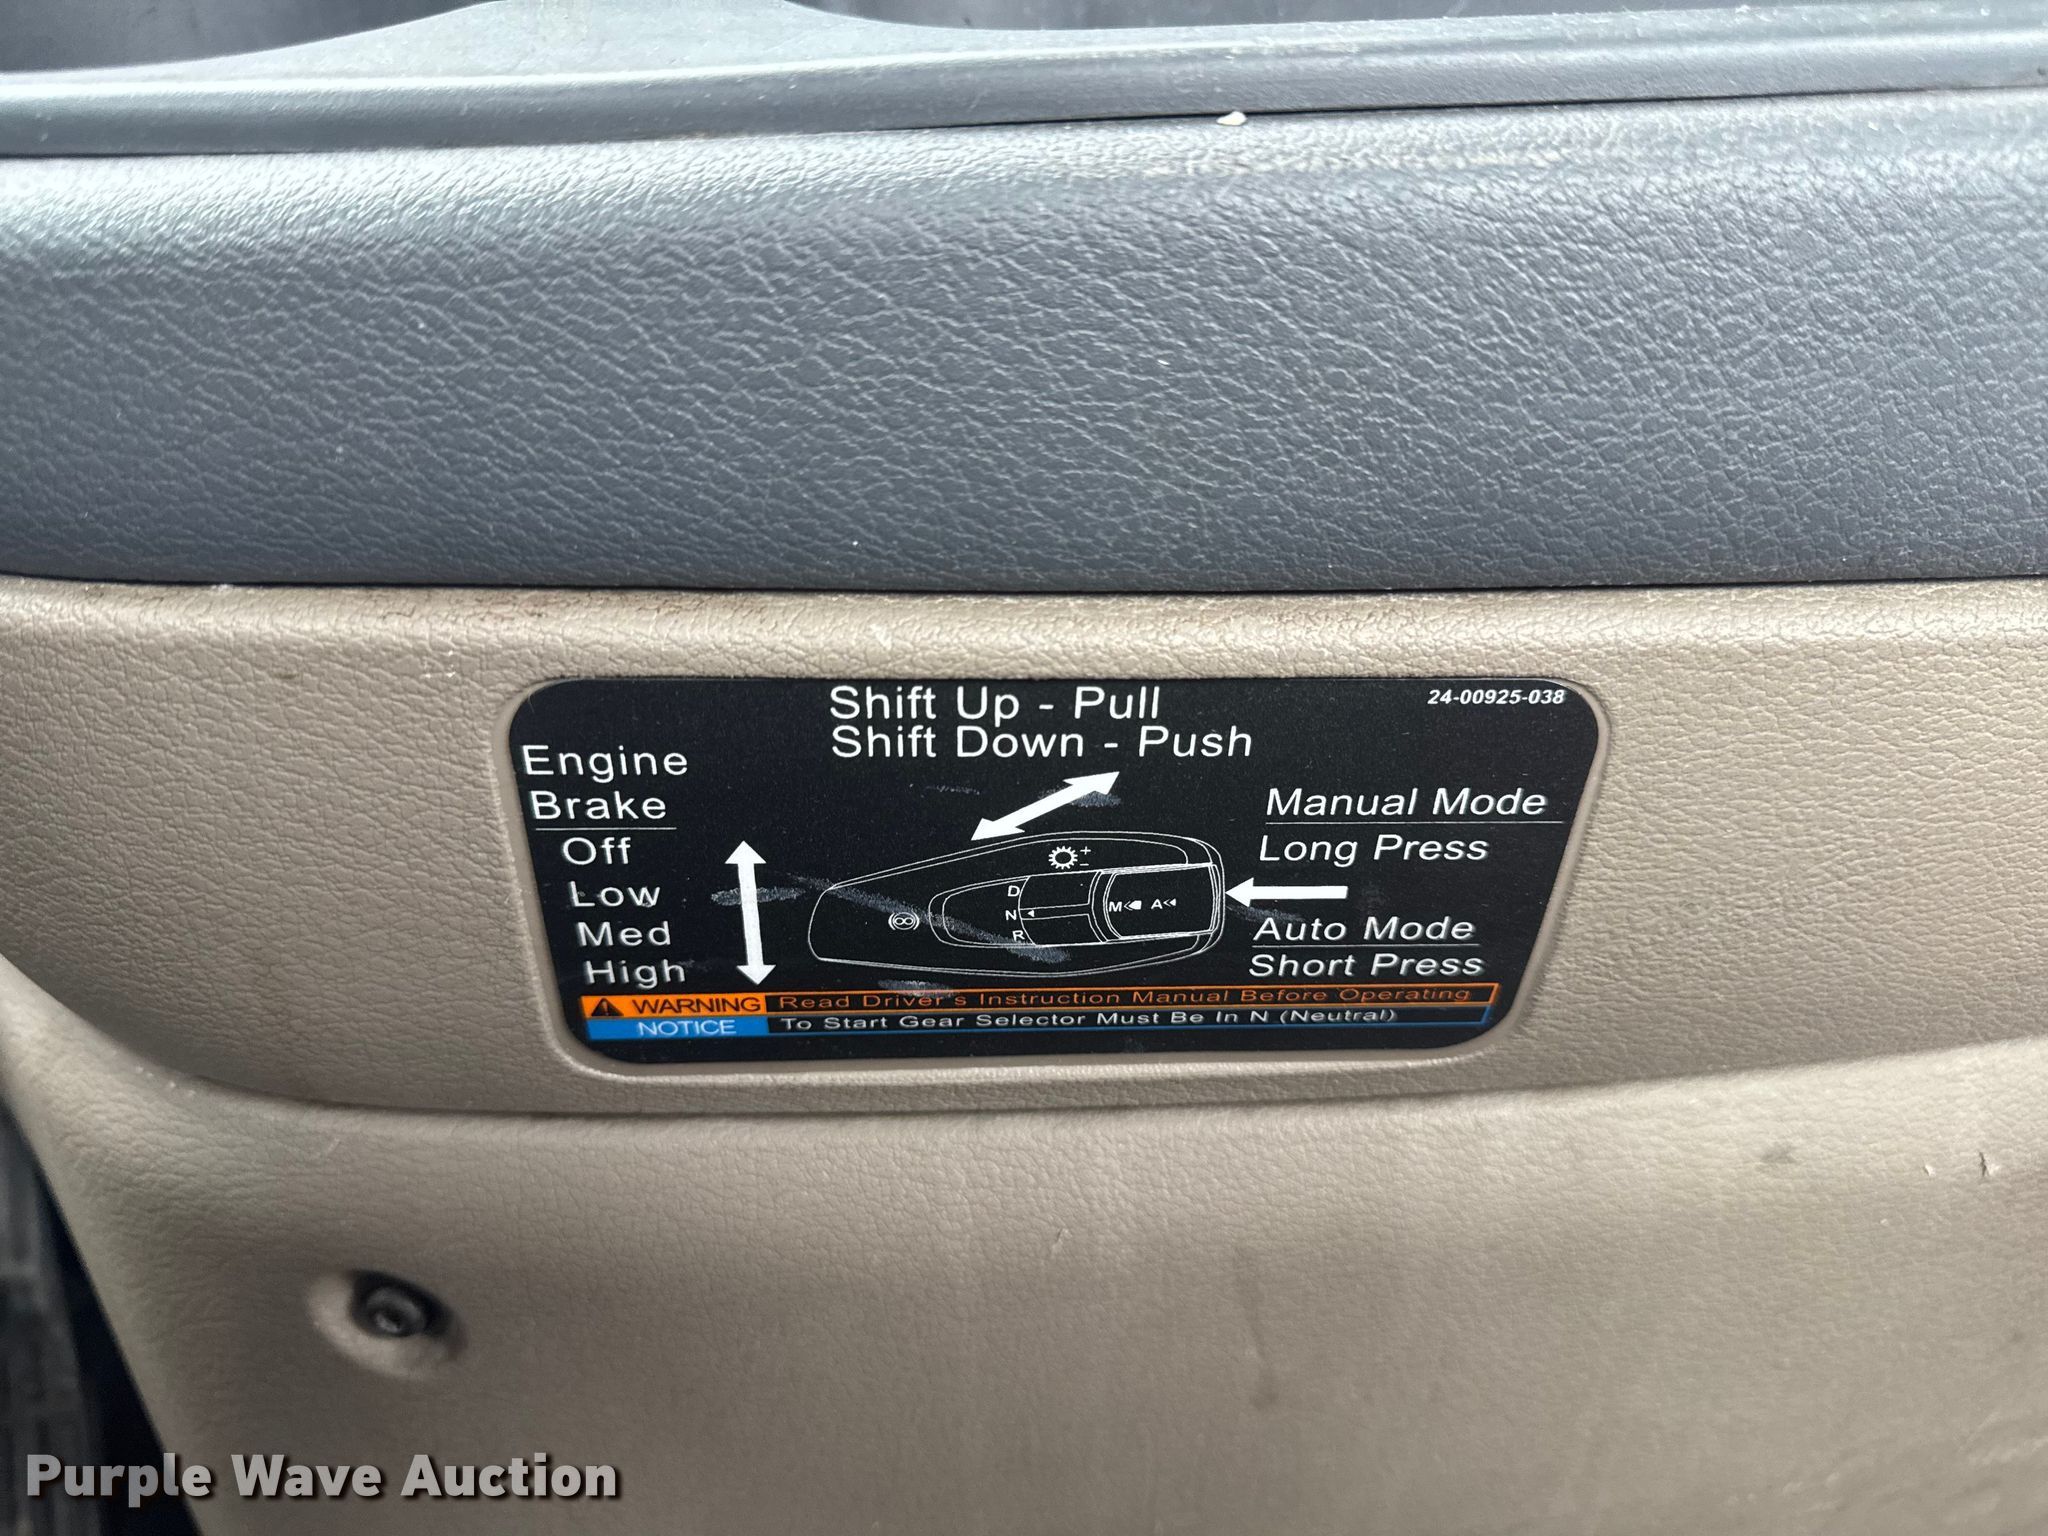 Shift Up - Pull
Shift Down - Push
24-00925-038
Engine
Brake
Off
Low
Med
High
D
N
R
+
-
M
A
Manual Mode
Long Press
Auto Mode
Short Press
WARNING Read Driver's Instruction Manual Before Operating
NOTICE To Start Gear Selector Must Be In N (Neutral)
Purple Wave Auction